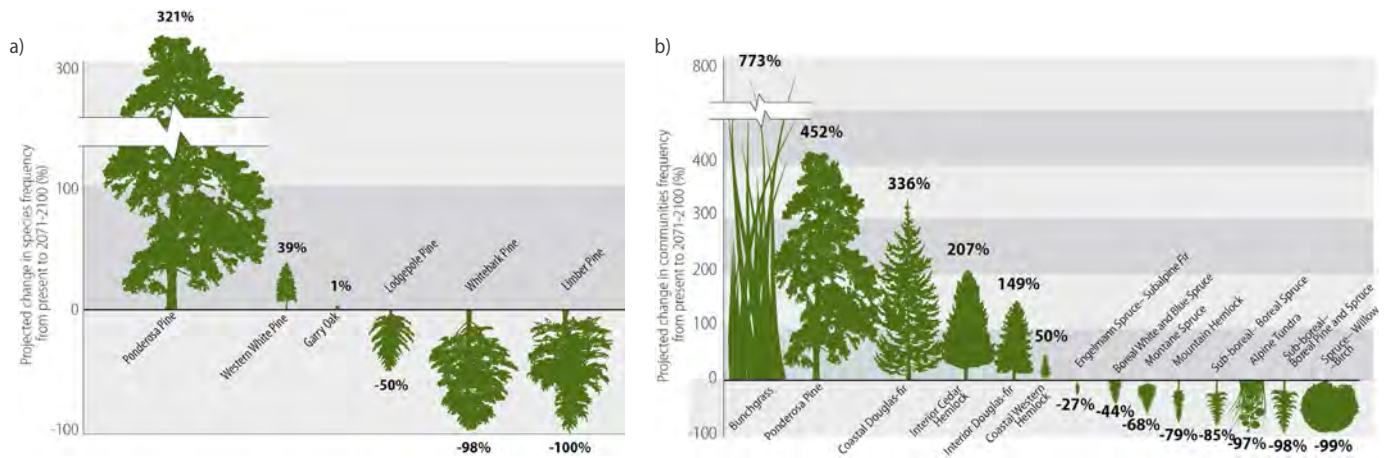 a)
321%
300
100
0
-100
Projected change in species frequency
from present to 2071-2100 (%)
39%
1%
-50%
-98%
-100%
Ponderosa Pine
Western White Pine
Garry Oak
Lodgepole Pine
Whitebark Pine
Limber Pine
b)
800
400
300
200
100
0
-100
Projected change in communities frequency
from present to 2071-2100 (%)
773%
452%
336%
207%
149%
50%
-27%
-44%
-68%
-79%
-85%
-97%
-98%
-99%
Bunchgrass
Ponderosa Pine
Coastal Douglas-fir
Interior Cedar
Hemlock
Interior Douglas-fir
Coastal Western
Hemlock
Engelmann Spruce– Subalpine Fir
Boreal White and Blue Spruce
Montane Spruce
Mountain Hemlock
Sub-boreal- Boreal Spruce
Alpine Tundra
Sub-boreal–
Boreal Pine and Spruce
Spruce–Willow
–Birch